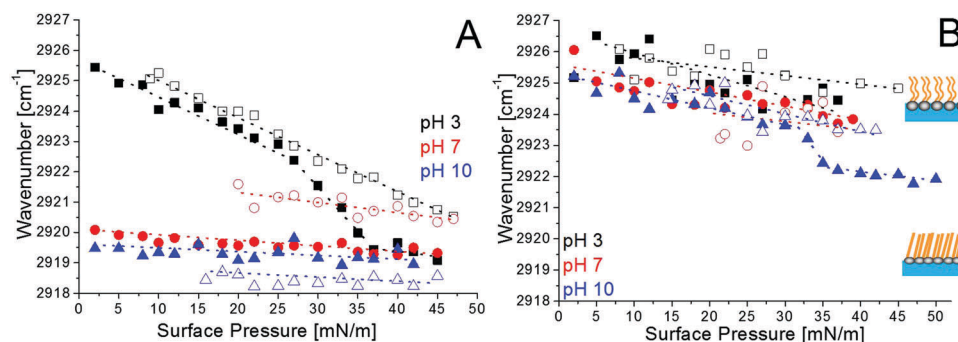 2927
2926
2925
2924
2923
2922
2921
2920
2919
2918
Wavenumber [cm⁻¹]
A
pH 3
pH 7
pH 10
0 5 10 15 20 25 30 35 40 45 50
Surface Pressure [mN/m]
2927
2926
2925
2924
2923
2922
2921
2920
2919
2918
Wavenumber [cm⁻¹]
B
pH 3
pH 7
pH 10
0 5 10 15 20 25 30 35 40 45 50
Surface Pressure [mN/m]